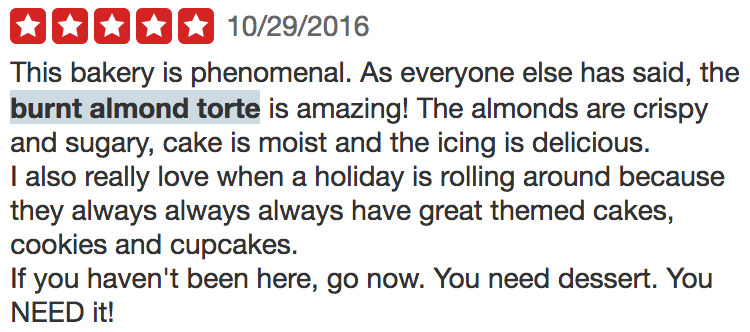 10/29/2016
This bakery is phenomenal. As everyone else has said, the
burnt almond torte is amazing! The almonds are crispy
and sugary, cake is moist and the icing is delicious.
I also really love when a holiday is rolling around because
they always always always have great themed cakes,
cookies and cupcakes.
If you haven't been here, go now. You need dessert. You
NEED it!